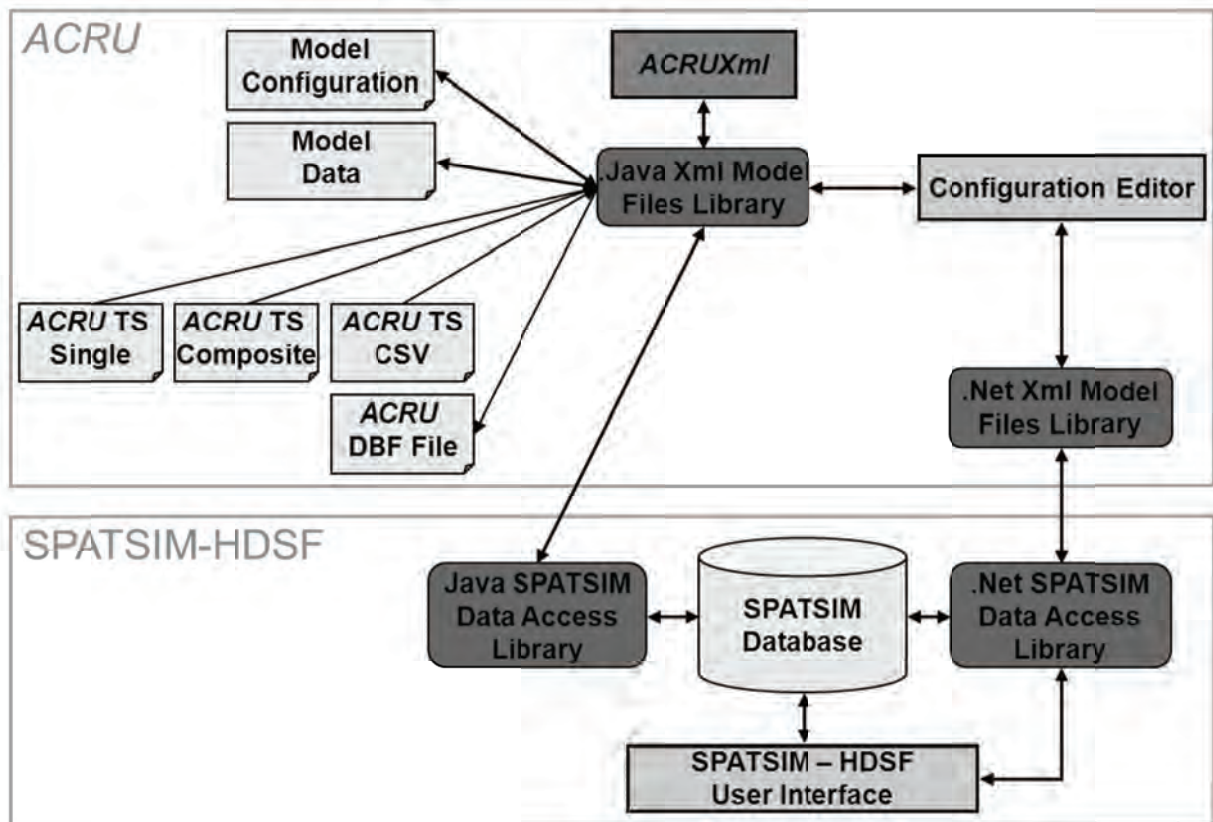 ACRU
Model
Configuration
ACRUXml
Model
Data
.Java Xml Model
Files Library
Configuration Editor
ACRU TS
Single
ACRU TS
Composite
ACRU TS
CSV
ACRU
DBF File
.Net Xml Model
Files Library
SPATSIM-HDSF
Java SPATSIM
Data Access
Library
SPATSIM
Database
.Net SPATSIM
Data Access
Library
SPATSIM – HDSF
User Interface